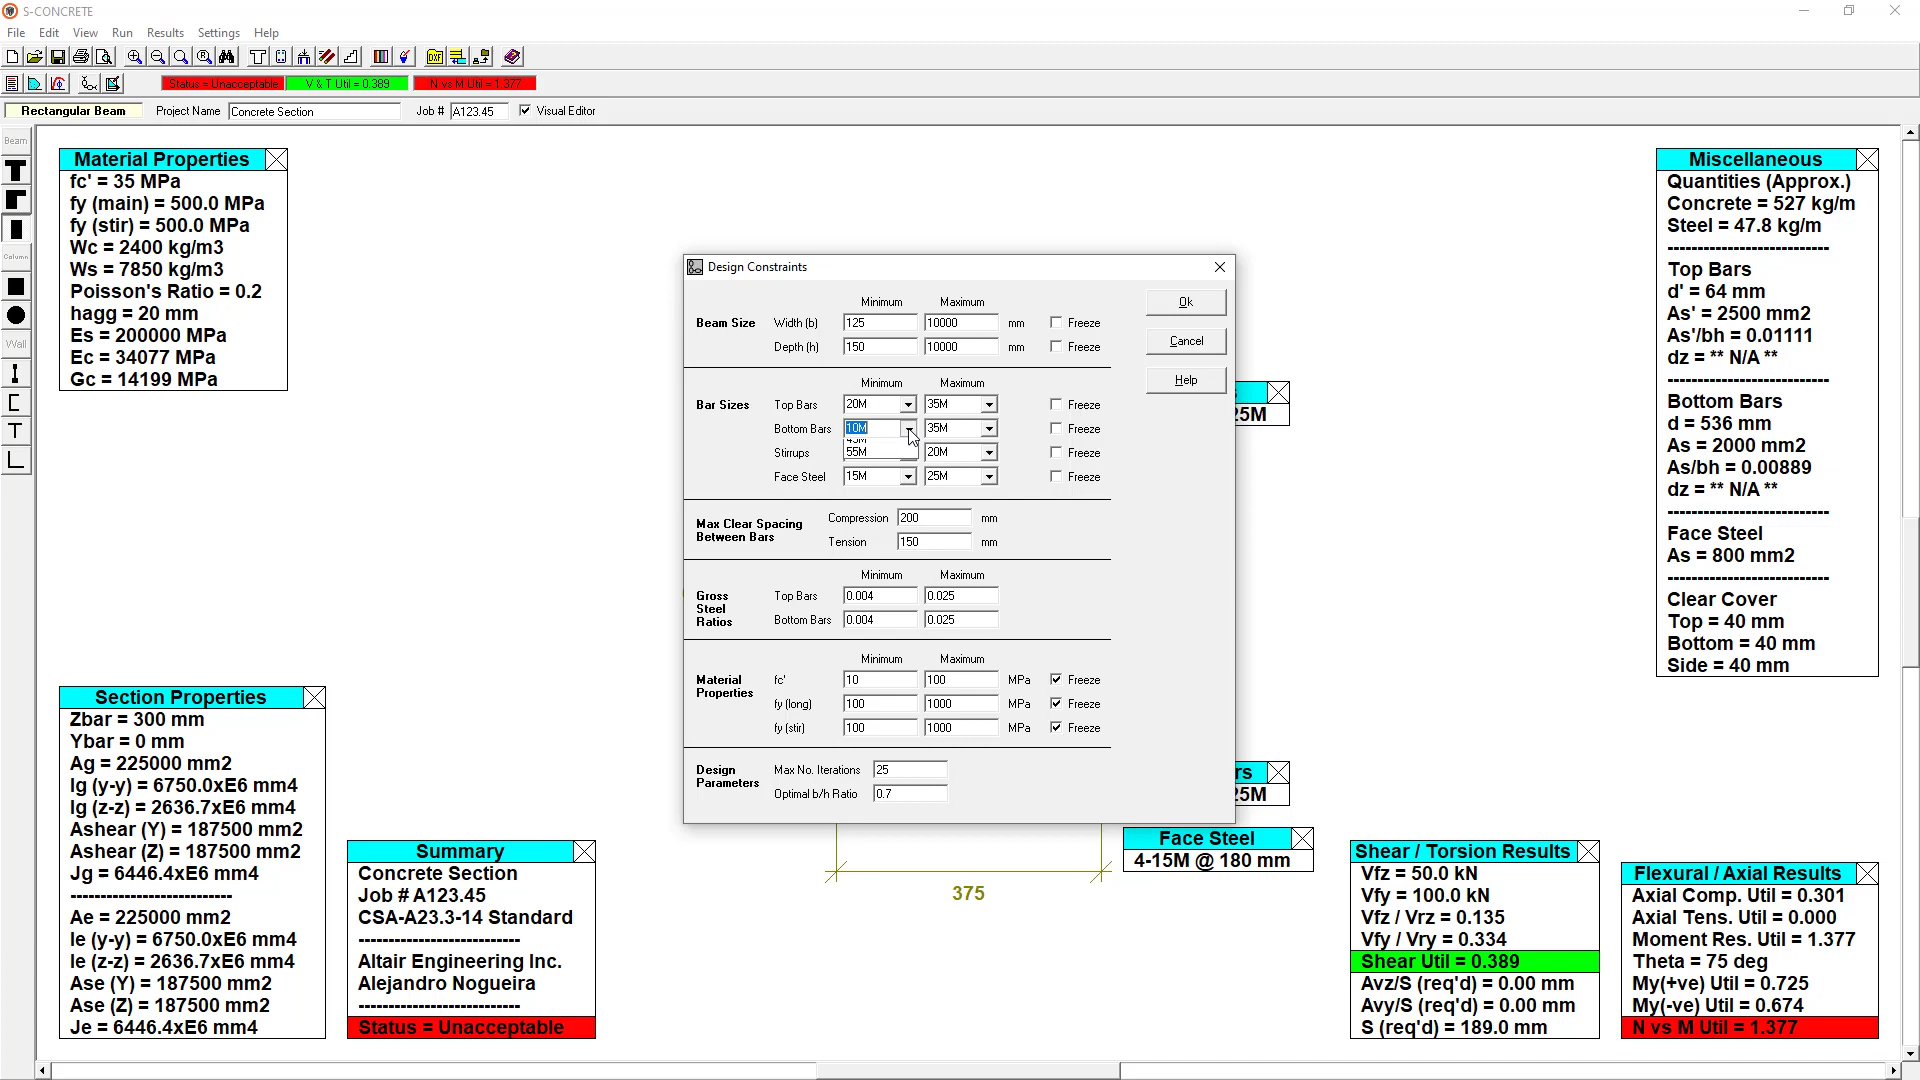 S-CONCRETE
File Edit View Run Results Settings Help
DXF
Status = Unacceptable V & T Util = 0.389 N vs M Util = 1.377
Rectangular Beam Project Name Concrete Section Job # A123.45 Visual Editor
Beam
Column
Wall
Material Properties
fc' = 35 MPa
fy (main) = 500.0 MPa
fy (stir) = 500.0 MPa
Wc = 2400 kg/m3
Ws = 7850 kg/m3
Poisson's Ratio = 0.2
hagg = 20 mm
Es = 200000 MPa
Ec = 34077 MPa
Gc = 14199 MPa
Section Properties
Zbar = 300 mm
Ybar = 0 mm
Ag = 225000 mm2
Ig (y-y) = 6750.0xE6 mm4
Ig (z-z) = 2636.7xE6 mm4
Ashear (Y) = 187500 mm2
Ashear (Z) = 187500 mm2
Jg = 6446.4xE6 mm4
---------------------------
Ae = 225000 mm2
Ie (y-y) = 6750.0xE6 mm4
Ie (z-z) = 2636.7xE6 mm4
Ase (Y) = 187500 mm2
Ase (Z) = 187500 mm2
Je = 6446.4xE6 mm4
Summary
Concrete Section
Job # A123.45
CSA-A23.3-14 Standard
---------------------------
Altair Engineering Inc.
Alejandro Nogueira
---------------------------
Status = Unacceptable
Design Constraints
Minimum Maximum
Beam Size Width (b) 125 10000 mm Freeze
Depth (h) 150 10000 mm Freeze
Minimum Maximum
Bar Sizes Top Bars 20M 35M Freeze
Bottom Bars 10M 35M Freeze
45M
55M
Stirrups 20M Freeze
Face Steel 15M 25M Freeze
Max Clear Spacing Between Bars
Compression 200 mm
Tension 150 mm
Minimum Maximum
Gross Steel Ratios
Top Bars 0.004 0.025
Bottom Bars 0.004 0.025
Minimum Maximum
Material Properties
fc' 10 100 MPa Freeze
fy (long) 100 1000 MPa Freeze
fy (stir) 100 1000 MPa Freeze
Design Parameters
Max No. Iterations 25
Optimal b/h Ratio 0.7
Ok
Cancel
Help
25M
rs
25M
Face Steel
4-15M @ 180 mm
375
Shear / Torsion Results
Vfz = 50.0 kN
Vfy = 100.0 kN
Vfz / Vrz = 0.135
Vfy / Vry = 0.334
Shear Util = 0.389
Avz/S (req'd) = 0.00 mm
Avy/S (req'd) = 0.00 mm
S (req'd) = 189.0 mm
Miscellaneous
Quantities (Approx.)
Concrete = 527 kg/m
Steel = 47.8 kg/m
---------------------------
Top Bars
d' = 64 mm
As' = 2500 mm2
As'/bh = 0.01111
dz = ** N/A **
---------------------------
Bottom Bars
d = 536 mm
As = 2000 mm2
As/bh = 0.00889
dz = ** N/A **
---------------------------
Face Steel
As = 800 mm2
---------------------------
Clear Cover
Top = 40 mm
Bottom = 40 mm
Side = 40 mm
Flexural / Axial Results
Axial Comp. Util = 0.301
Axial Tens. Util = 0.000
Moment Res. Util = 1.377
Theta = 75 deg
My(+ve) Util = 0.725
My(-ve) Util = 0.674
N vs M Util = 1.377